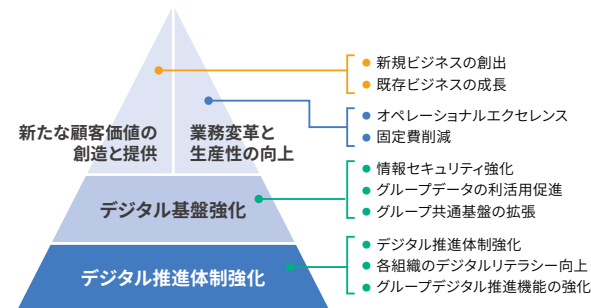 新たな顧客価値の
創造と提供
業務変革と
生産性の向上
デジタル基盤強化
デジタル推進体制強化
新規ビジネスの創出
既存ビジネスの成長
オペレーショナルエクセレンス
固定費削減
情報セキュリティ強化
グループデータの利活用促進
グループ共通基盤の拡張
デジタル推進体制強化
各組織のデジタルリテラシー向上
グループデジタル推進機能の強化